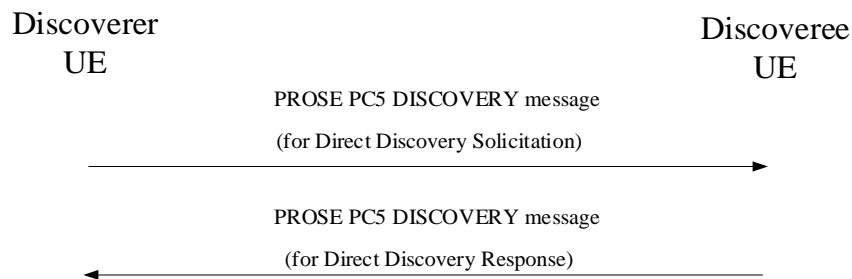 Discoverer
UE
Discoveree
UE
PROSE PC5 DISCOVERY message
(for Direct Discovery Solicitation)
PROSE PC5 DISCOVERY message
(for Direct Discovery Response)